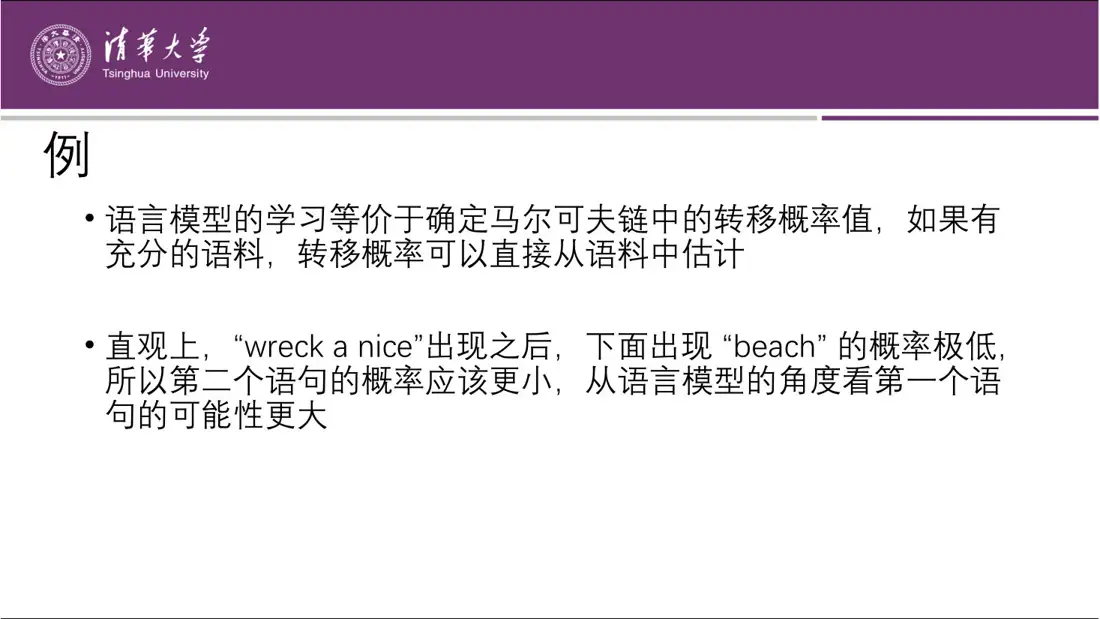 清华大学
Tsinghua University
例
• 语言模型的学习等价于确定马尔可夫链中的转移概率值，如果有
充分的语料，转移概率可以直接从语料中估计
• 直观上，“wreck a nice”出现之后，下面出现 “beach” 的概率极低，
所以第二个语句的概率应该更小，从语言模型的角度看第一个语
句的可能性更大